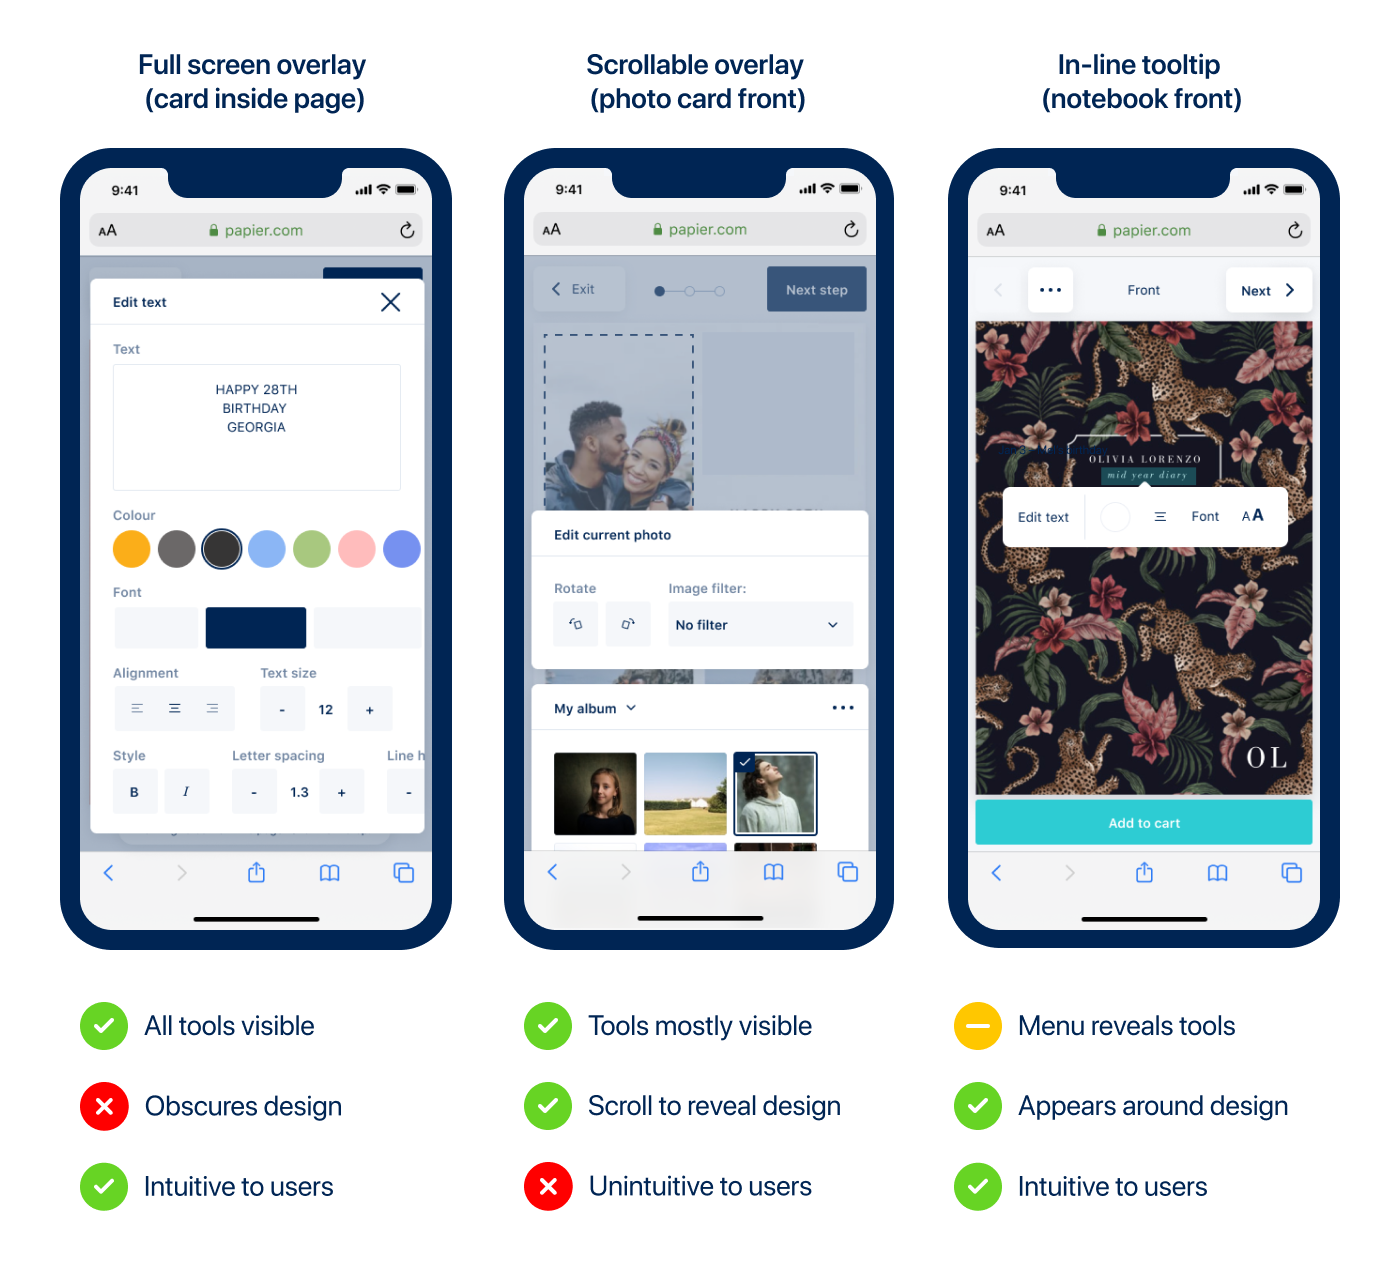 Full screen overlay
(card inside page)
9:41
AA
papier.com
Edit text
Text
HAPPY 28TH
BIRTHDAY
GEORGIA
Colour
Font
Alignment
Text size
- 12 +
Style
Letter spacing
Line h
B
I
- 1.3 +
-
All tools visible
Obscures design
Intuitive to users
Scrollable overlay
(photo card front)
9:41
AA
papier.com
Exit
Next step
Edit current photo
Rotate
Image filter:
No filter
My album
Tools mostly visible
Scroll to reveal design
Unintuitive to users
In-line tooltip
(notebook front)
9:41
AA
papier.com
Front
Next
OLIVIA LORENZO
mid year diary
Edit text
Font
AA
OL
Add to cart
Menu reveals tools
Appears around design
Intuitive to users